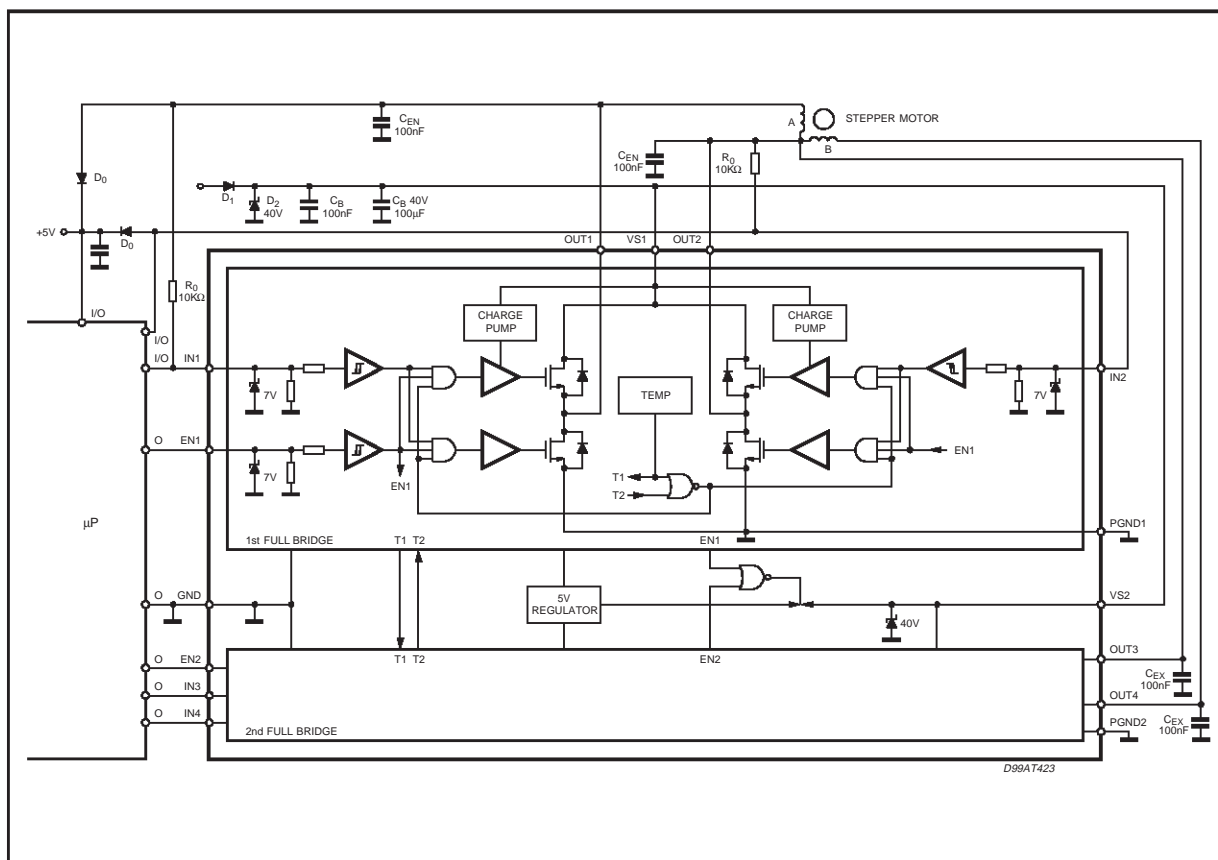 A
STEPPER MOTOR
B
CEN
100nF
CEN
100nF
R0
10KΩ
D0
D1
D2
40V
CB
100nF
CB 40V
100µF
+5V
D0
OUT1
VS1
OUT2
R0
10KΩ
I/O
I/O
I/O
IN1
CHARGE
PUMP
CHARGE
PUMP
IN2
7V
7V
TEMP
O
EN1
7V
EN1
T1
T2
EN1
µP
PGND1
1st FULL BRIDGE
T1
T2
EN1
O
GND
5V
REGULATOR
VS2
40V
T1
T2
EN2
O
EN2
OUT3
CEX
100nF
O
IN3
OUT4
O
IN4
2nd FULL BRIDGE
PGND2
CEX
100nF
D99AT423